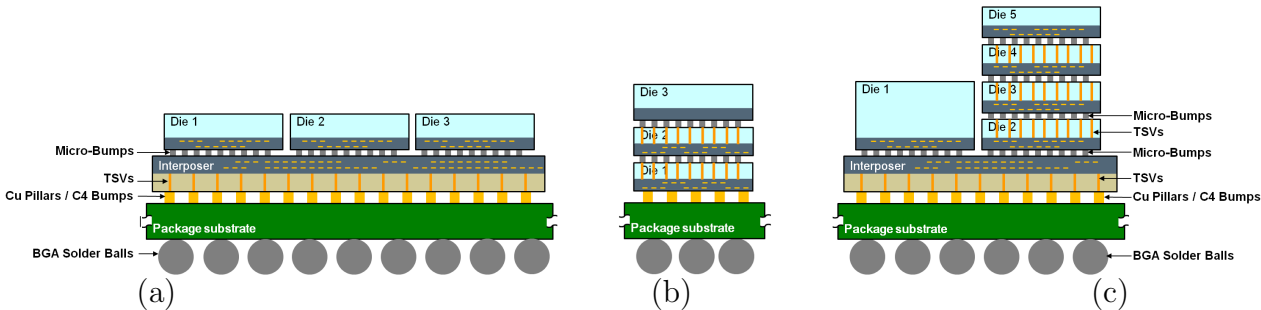 Die 1
Die 2
Die 3
Micro-Bumps
Interposer
TSVs
Cu Pillars / C4 Bumps
Package substrate
BGA Solder Balls
(a)
Die 3
Die 2
Die 1
Package substrate
(b)
Die 5
Die 4
Die 1
Die 3
Micro-Bumps
Die 2
TSVs
Micro-Bumps
Interposer
TSVs
Cu Pillars / C4 Bumps
Package substrate
BGA Solder Balls
(c)